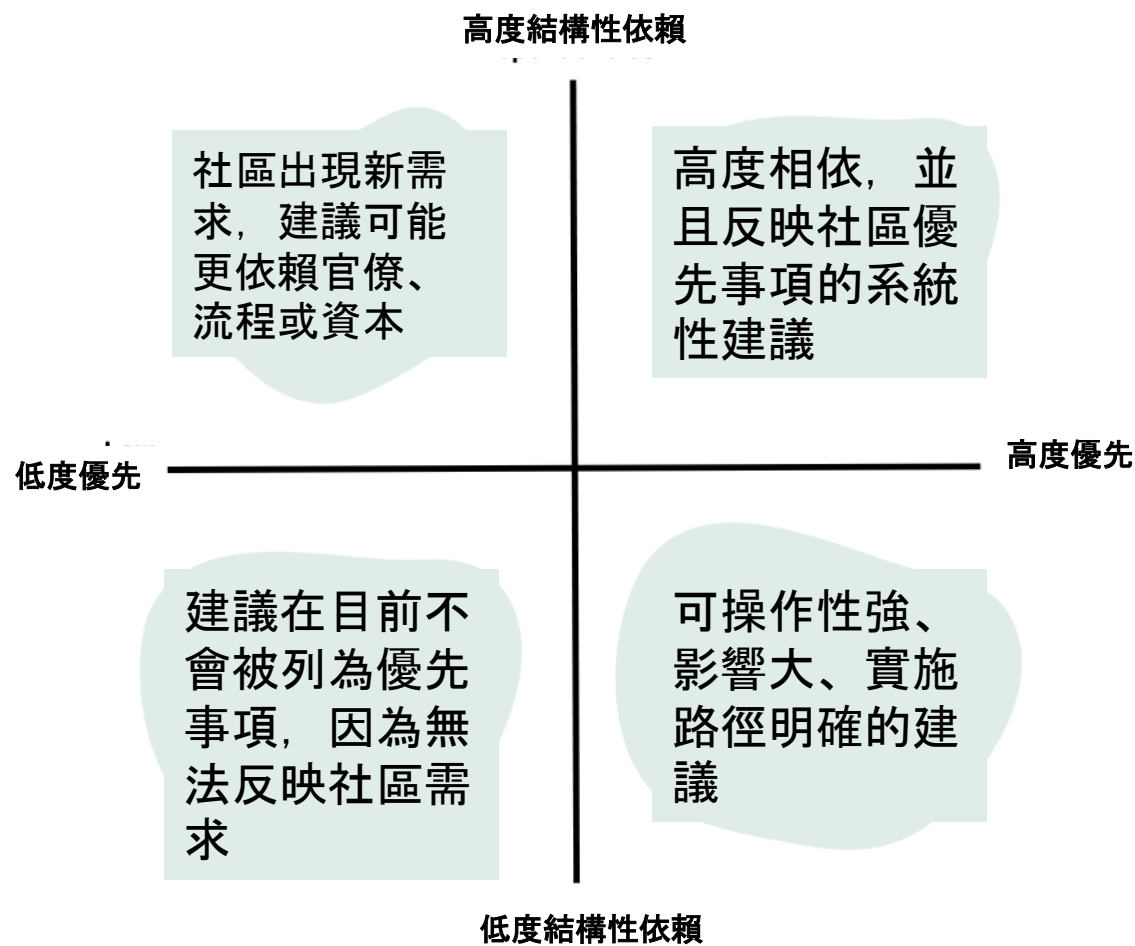 高度結構性依賴
社區出現新需
求，建議可能
更依賴官僚、
流程或資本
高度相依，並
且反映社區優
先事項的系統
性建議
低度優先
高度優先
建議在目前不
會被列為優先
事項，因為無
法反映社區需
求
可操作性強、
影響大、實施
路徑明確的建
議
低度結構性依賴